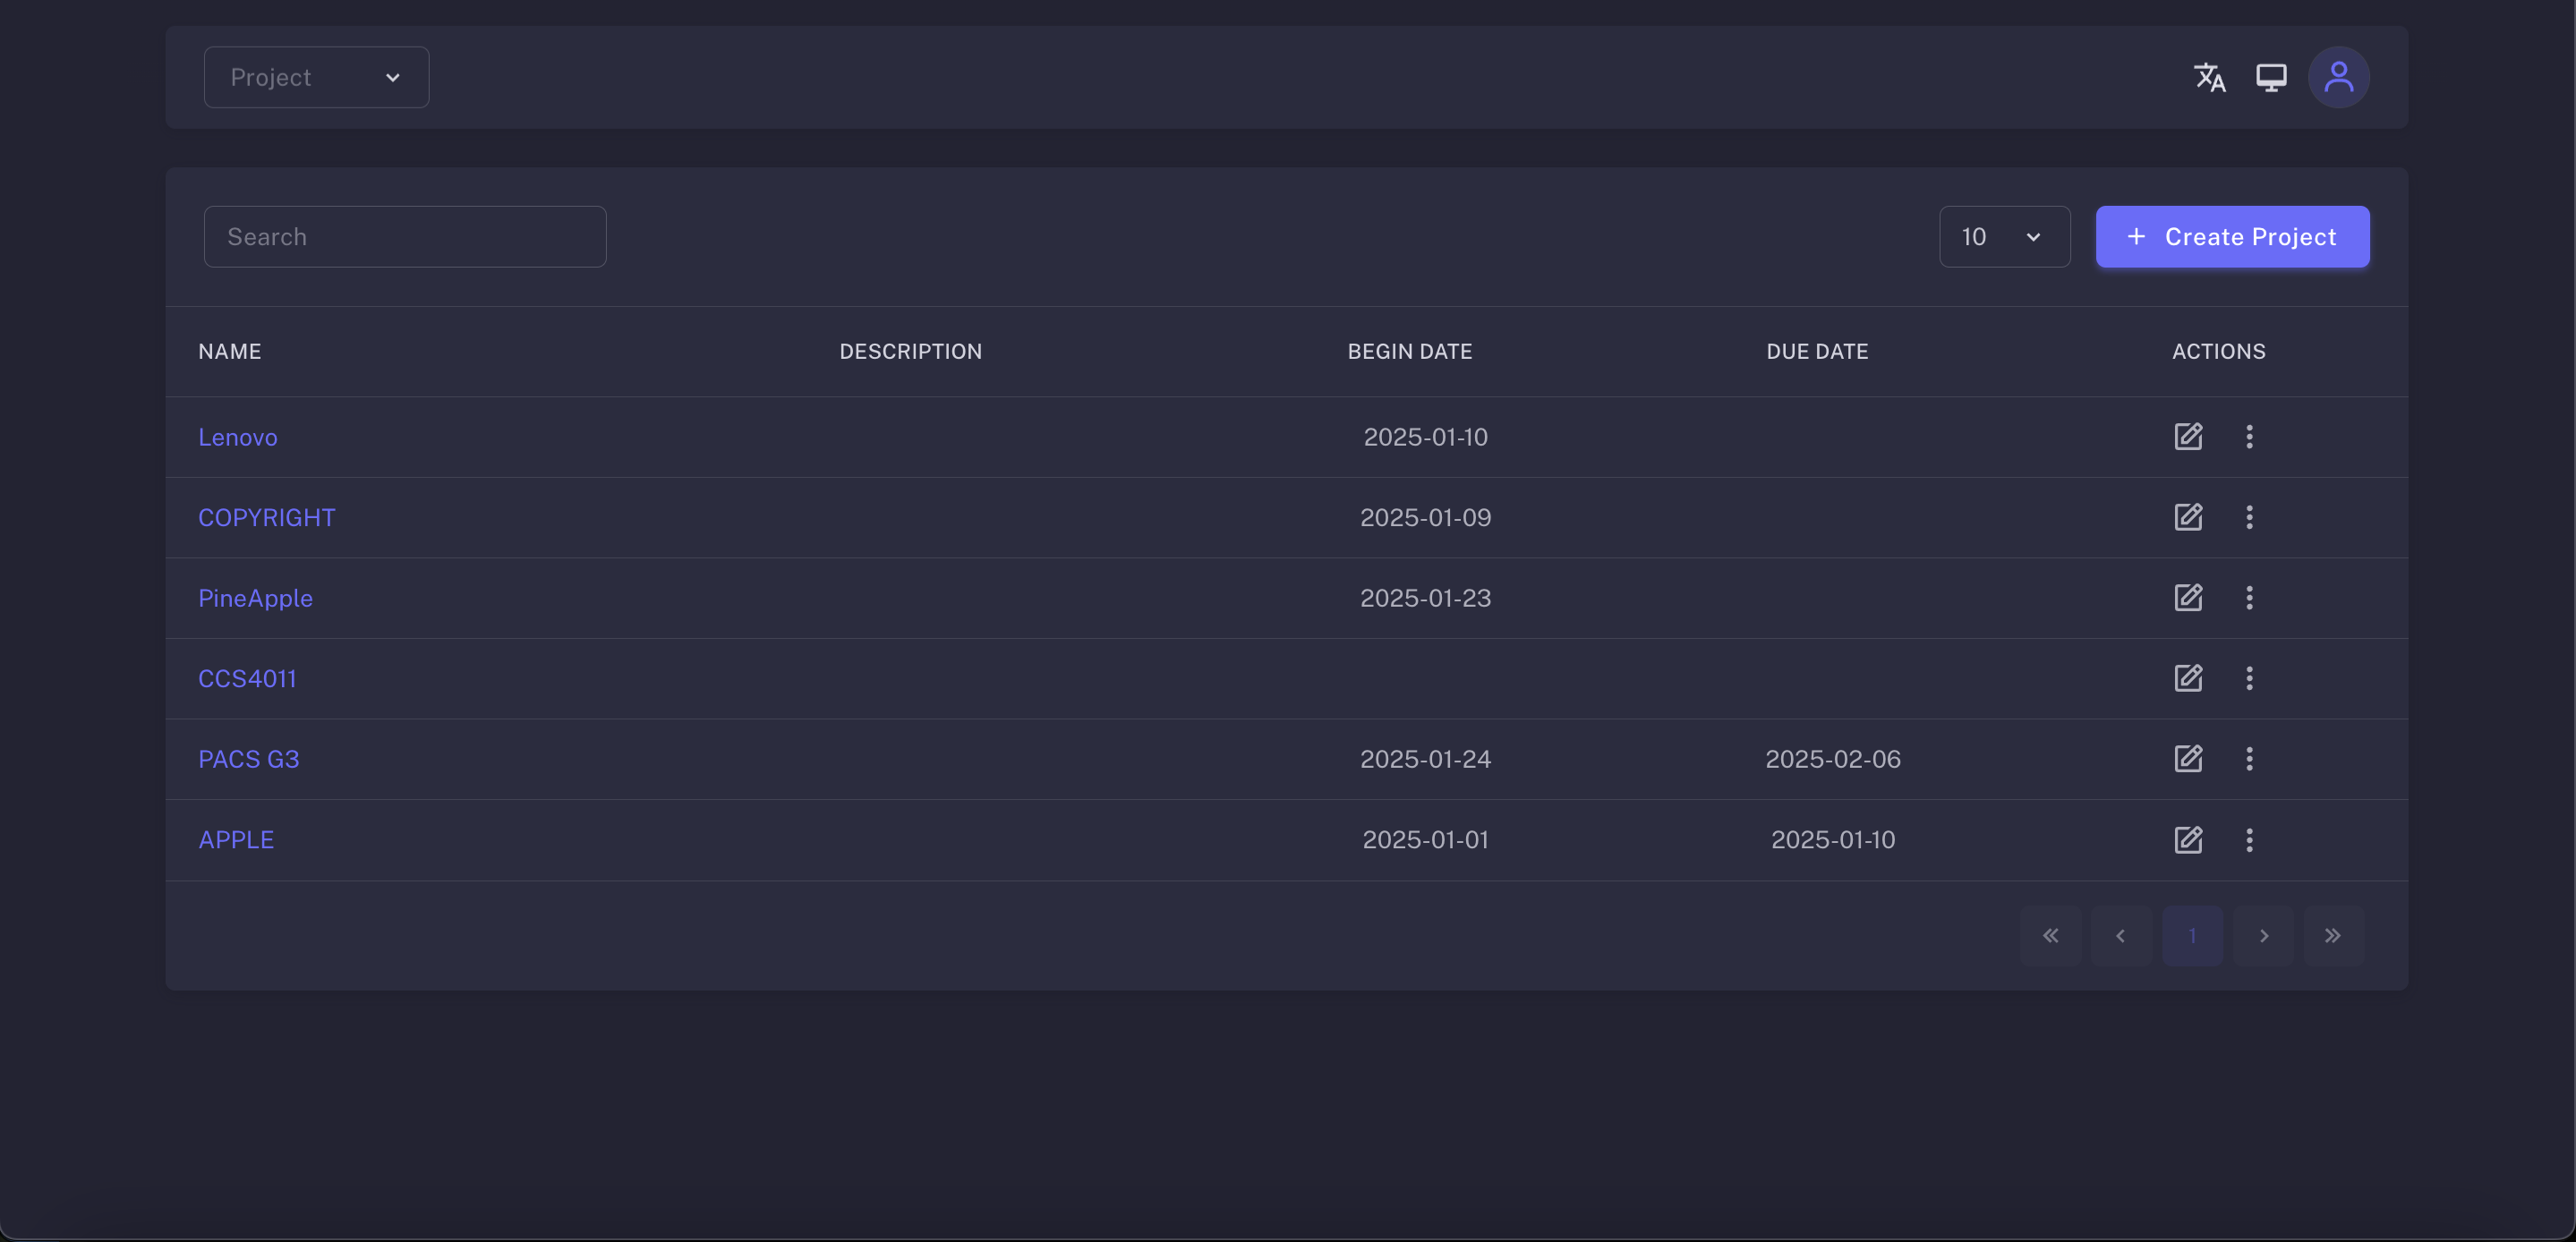 Project
Search
10
+ Create Project
NAME DESCRIPTION BEGIN DATE DUE DATE ACTIONS
Lenovo 2025-01-10
COPYRIGHT 2025-01-09
PineApple 2025-01-23
CCS4011
PACS G3 2025-01-24 2025-02-06
APPLE 2025-01-01 2025-01-10
1